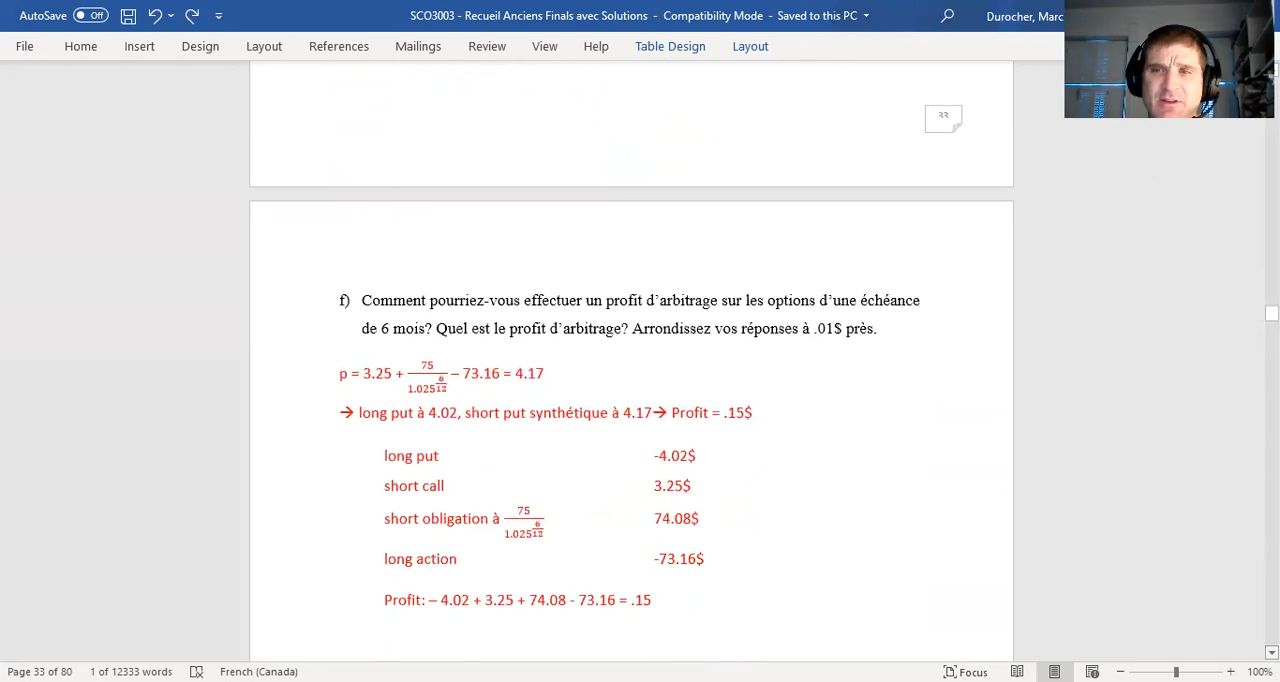 AutoSave Off SCO3003 - Recueil Anciens Finals avec Solutions - Compatibility Mode - Saved to this PC Durocher, Marc
File Home Insert Design Layout References Mailings Review View Help Table Design Layout
33
f) Comment pourriez-vous effectuer un profit d’arbitrage sur les options d’une échéance
de 6 mois? Quel est le profit d’arbitrage? Arrondissez vos réponses à .01$ près.
p = 3.25 + 75/1.025^(6/12) – 73.16 = 4.17
→ long put à 4.02, short put synthétique à 4.17→ Profit = .15$
long put -4.02$
short call 3.25$
short obligation à 75/1.025^(6/12) 74.08$
long action -73.16$
Profit: – 4.02 + 3.25 + 74.08 - 73.16 = .15
Page 33 of 80 1 of 12333 words French (Canada) Focus 100%